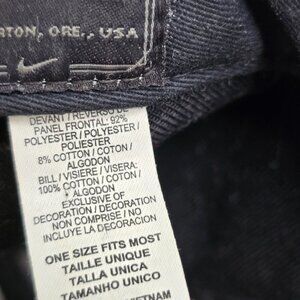 RTON, ORE., USA
DEVANT/REVERSO DE
PANEL FRONTAL: 92%
POLYESTER / POLYESTER /
POLIESTER
8% COTTON / COTON /
ALGODON
BILL / VISIERE / VISERA:
100% COTTON / COTON /
ALGODON
EXCLUSIVE OF
DECORATION / DECORATION
NON COMPRISE / NO
INCLUYE LA DECORACION
ONE SIZE FITS MOST
TAILLE UNIQUE
TALLA UNICA
TAMANHO UNICO